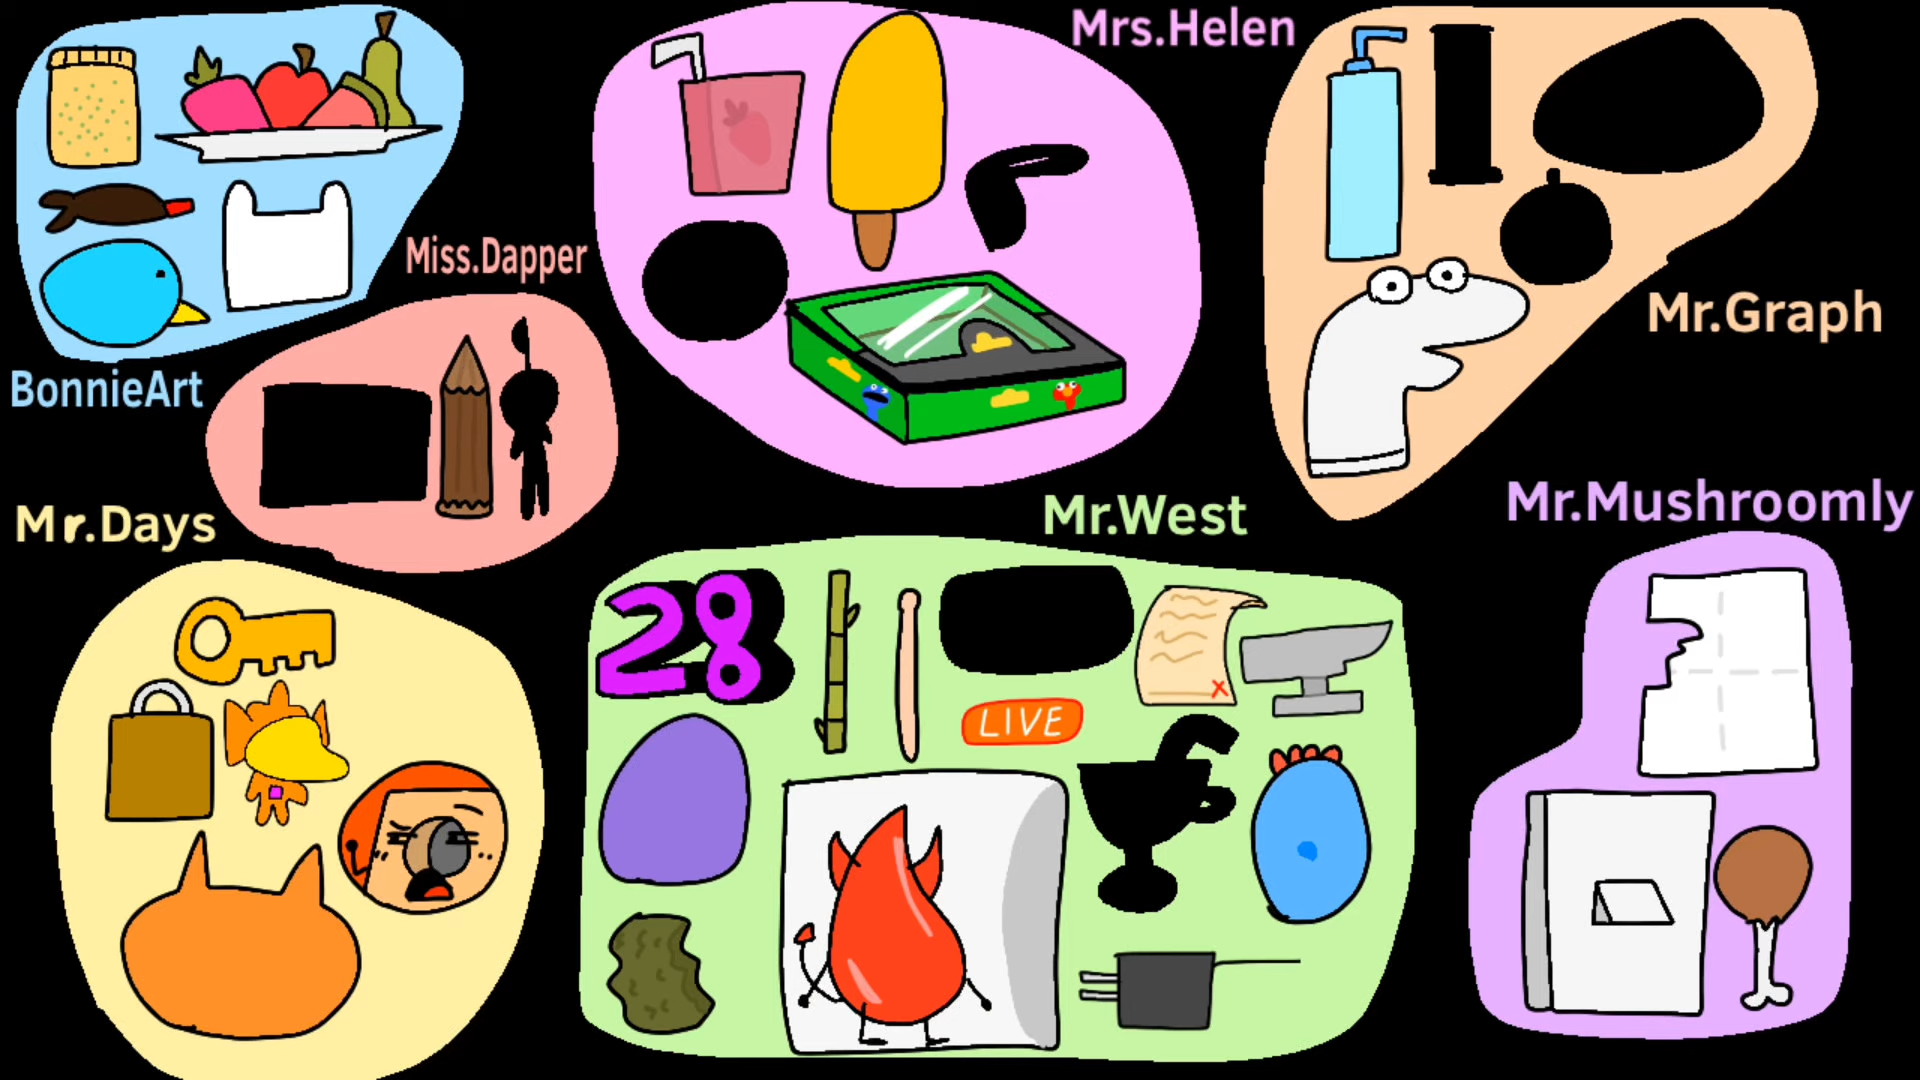 Mrs.Helen
Miss.Dapper
Mr.Graph
BonnieArt
Mr.Days
Mr.West
Mr.Mushroomly
28
LIVE